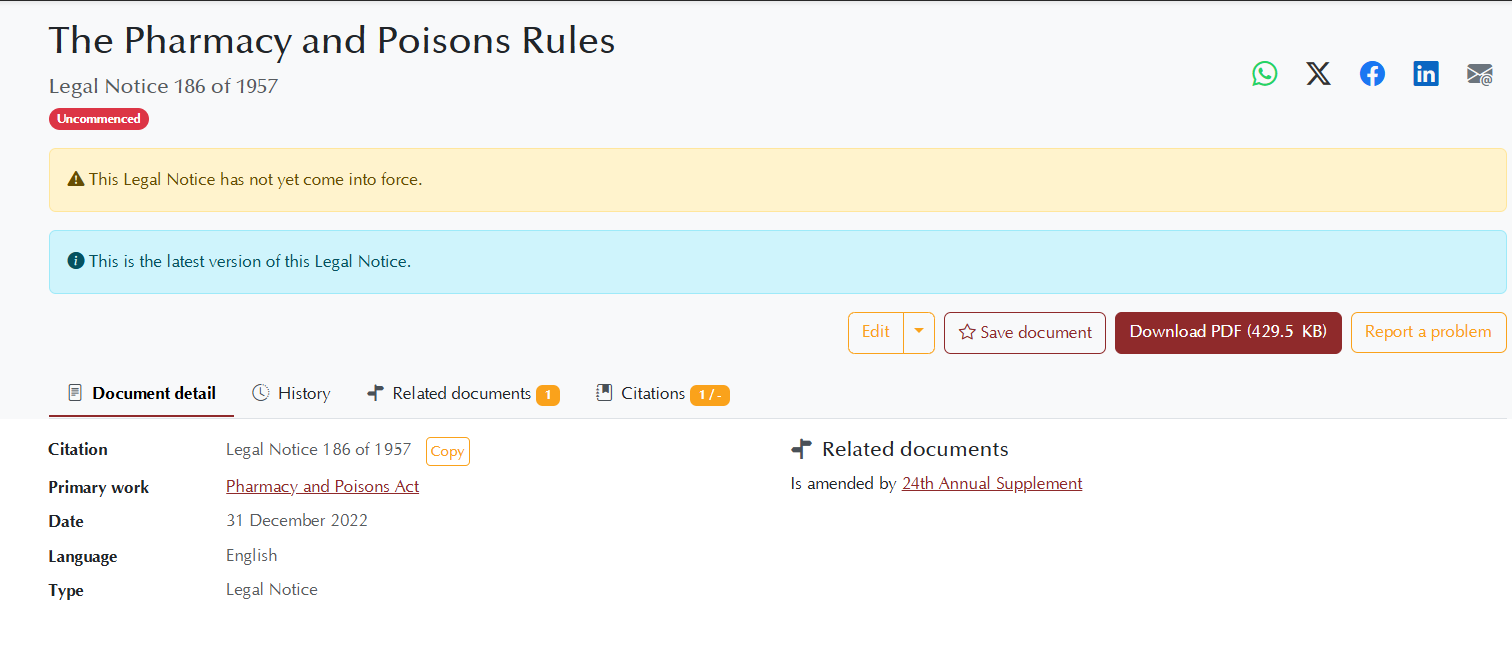 The Pharmacy and Poisons Rules
Legal Notice 186 of 1957
Uncommenced
This Legal Notice has not yet come into force.
This is the latest version of this Legal Notice.
Edit
Save document
Download PDF (429.5 KB)
Report a problem
Document detail
History
Related documents 1
Citations 1 / -
Citation Legal Notice 186 of 1957 Copy
Primary work Pharmacy and Poisons Act
Date 31 December 2022
Language English
Type Legal Notice
Related documents
Is amended by 24th Annual Supplement